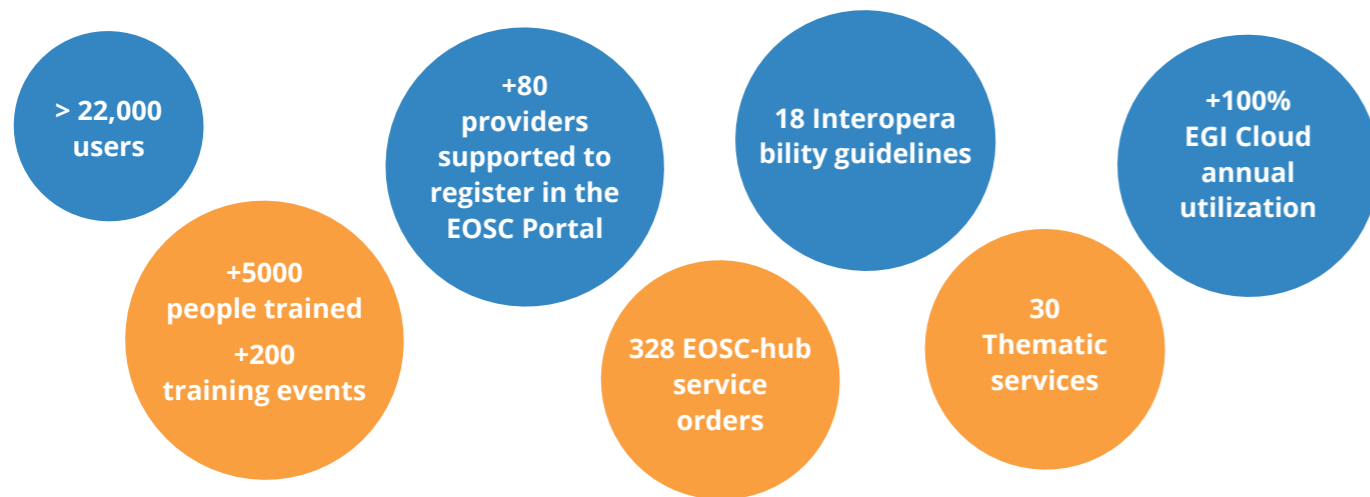 > 22,000
users
+5000
people trained
+200
training events
+80
providers
supported to
register in the
EOSC Portal
328 EOSC-hub
service
orders
18 Interopera
bility guidelines
30
Thematic
services
+100%
EGI Cloud
annual
utilization